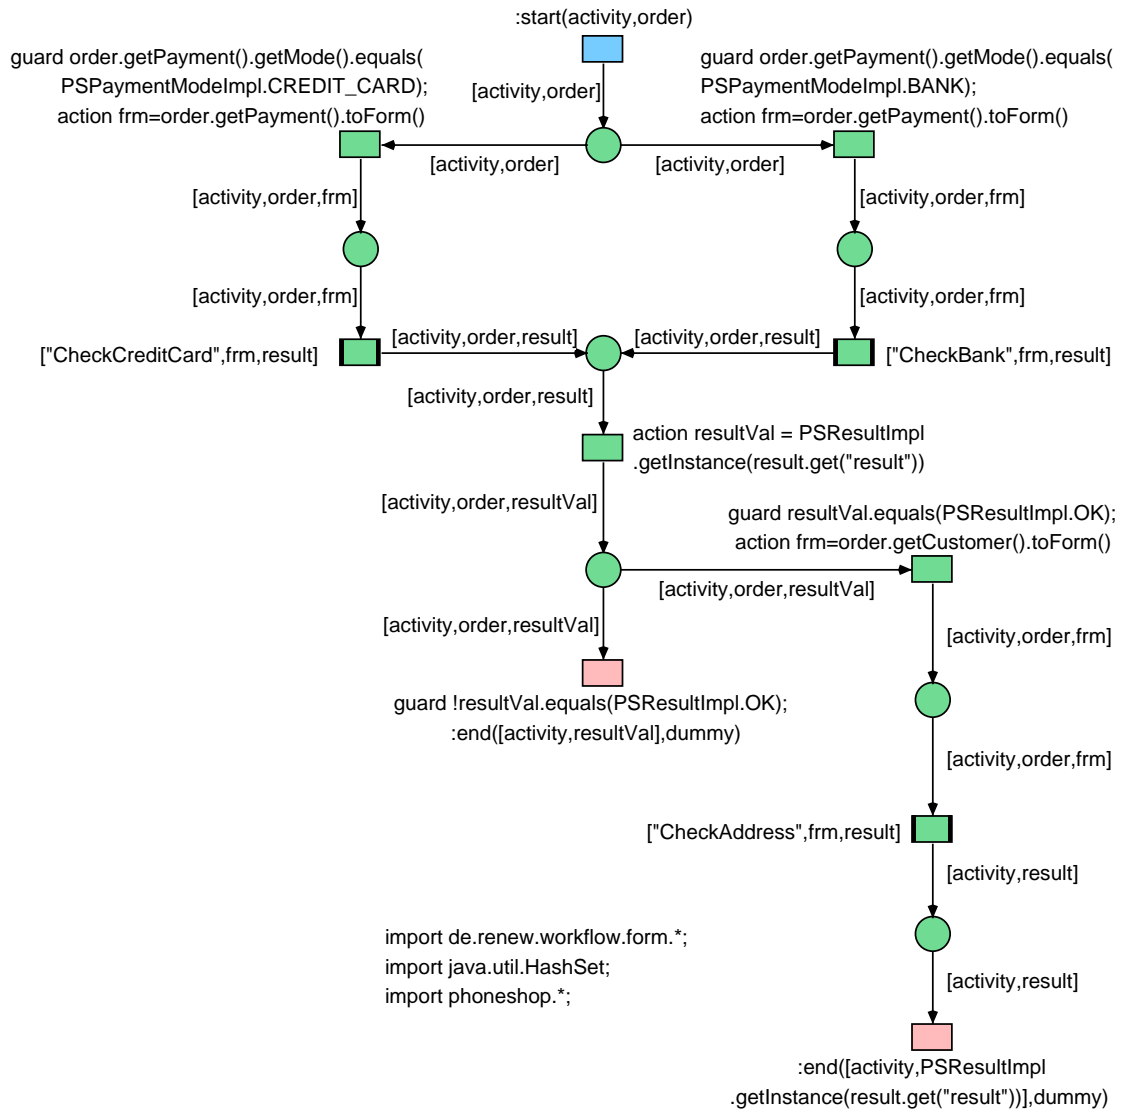 :start(activity,order)
guard order.getPayment().getMode().equals(
PSPaymentModeImpl.CREDIT_CARD);
action frm=order.getPayment().toForm()
[activity,order]
guard order.getPayment().getMode().equals(
PSPaymentModeImpl.BANK);
action frm=order.getPayment().toForm()
[activity,order]
[activity,order]
[activity,order,frm]
[activity,order,frm]
[activity,order,frm]
[activity,order,frm]
["CheckCreditCard",frm,result]
[activity,order,result]
[activity,order,result]
["CheckBank",frm,result]
[activity,order,result]
action resultVal = PSResultImpl
.getInstance(result.get("result"))
[activity,order,resultVal]
guard resultVal.equals(PSResultImpl.OK);
action frm=order.getCustomer().toForm()
[activity,order,resultVal]
[activity,order,resultVal]
[activity,order,frm]
guard !resultVal.equals(PSResultImpl.OK);
:end([activity,resultVal],dummy)
[activity,order,frm]
["CheckAddress",frm,result]
[activity,result]
import de.renew.workflow.form.*;
import java.util.HashSet;
import phoneshop.*;
[activity,result]
:end([activity,PSResultImpl
.getInstance(result.get("result"))],dummy)